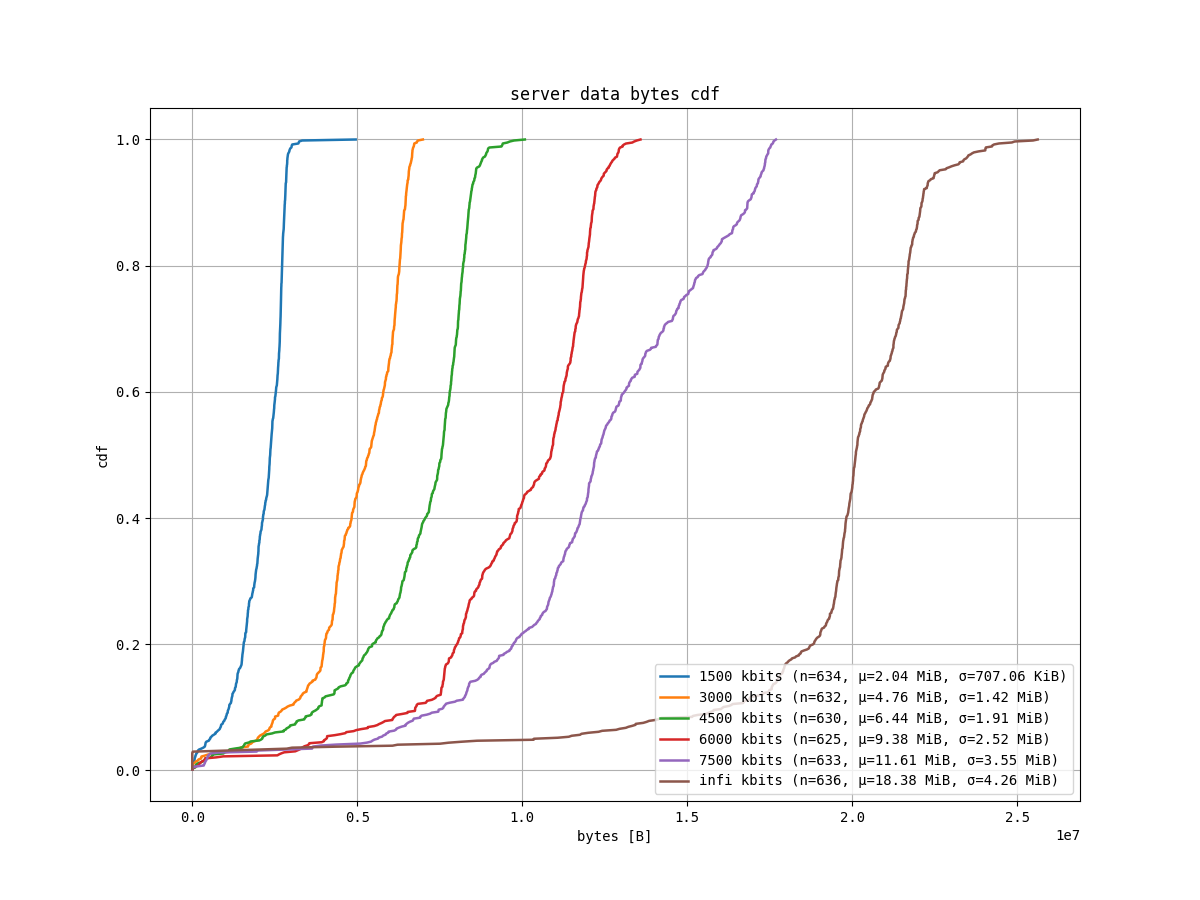 server data bytes cdf
1.0
0.8
0.6
0.4
0.2
0.0
cdf
1500 kbits (n=634, μ=2.04 MiB, σ=707.06 KiB)
3000 kbits (n=632, μ=4.76 MiB, σ=1.42 MiB)
4500 kbits (n=630, μ=6.44 MiB, σ=1.91 MiB)
6000 kbits (n=625, μ=9.38 MiB, σ=2.52 MiB)
7500 kbits (n=633, μ=11.61 MiB, σ=3.55 MiB)
infi kbits (n=636, μ=18.38 MiB, σ=4.26 MiB)
0.0 0.5 1.0 1.5 2.0 2.5
bytes [B]
1e7